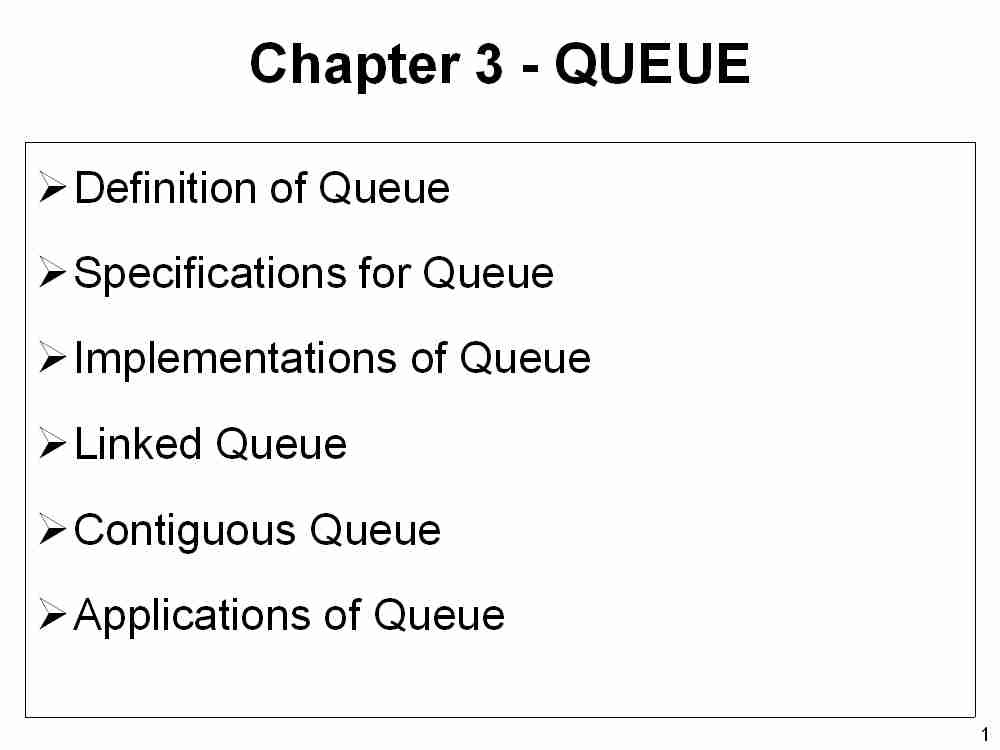 Chapter 3 - QUEUE
Definition of Queue
Specifications for Queue
Implementations of Queue
Linked Queue
Contiguous Queue
Applications of Queue
1